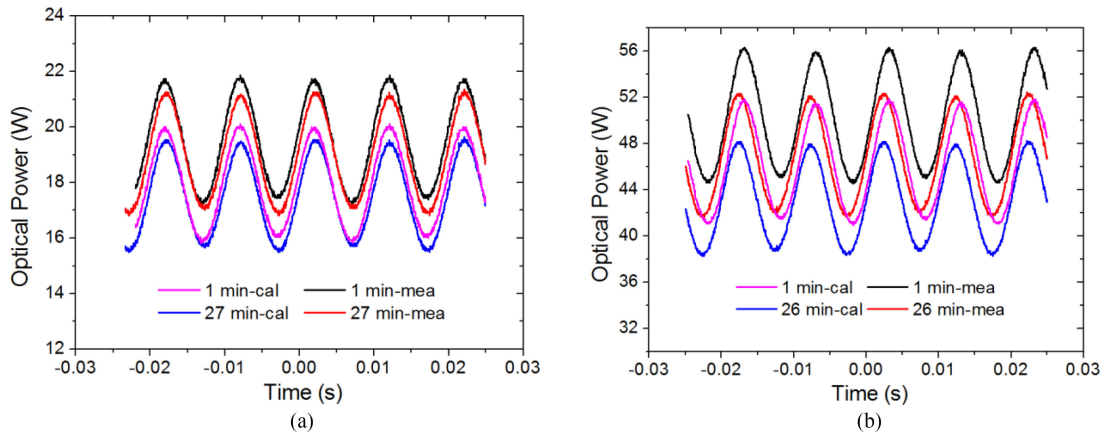 24
22
20
18
16
14
12
Optical Power (W)
1 min-cal 1 min-mea
27 min-cal 27 min-mea
-0.03 -0.02 -0.01 0.00 0.01 0.02 0.03
Time (s)
(a)
56
52
48
44
40
36
32
Optical Power (W)
1 min-cal 1 min-mea
26 min-cal 26 min-mea
-0.03 -0.02 -0.01 0.00 0.01 0.02 0.03
Time (s)
(b)